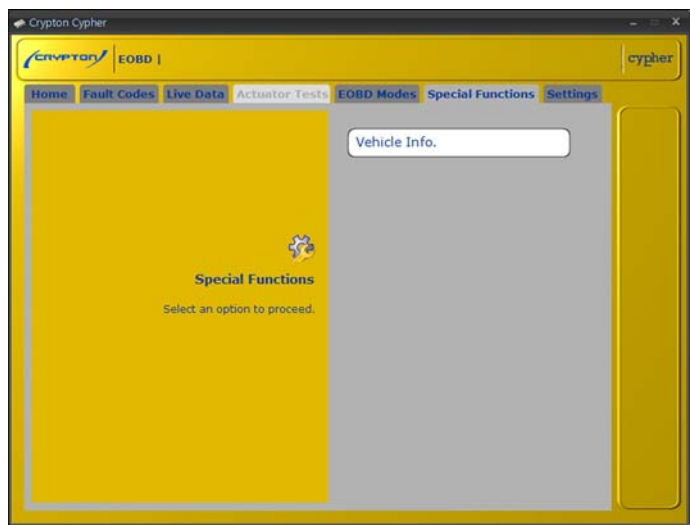 Crypton Cypher
CRYPTON EOBD | cypher
Home Fault Codes Live Data Actuator Tests EOBD Modes Special Functions Settings
Vehicle Info.
Special Functions
Select an option to proceed.